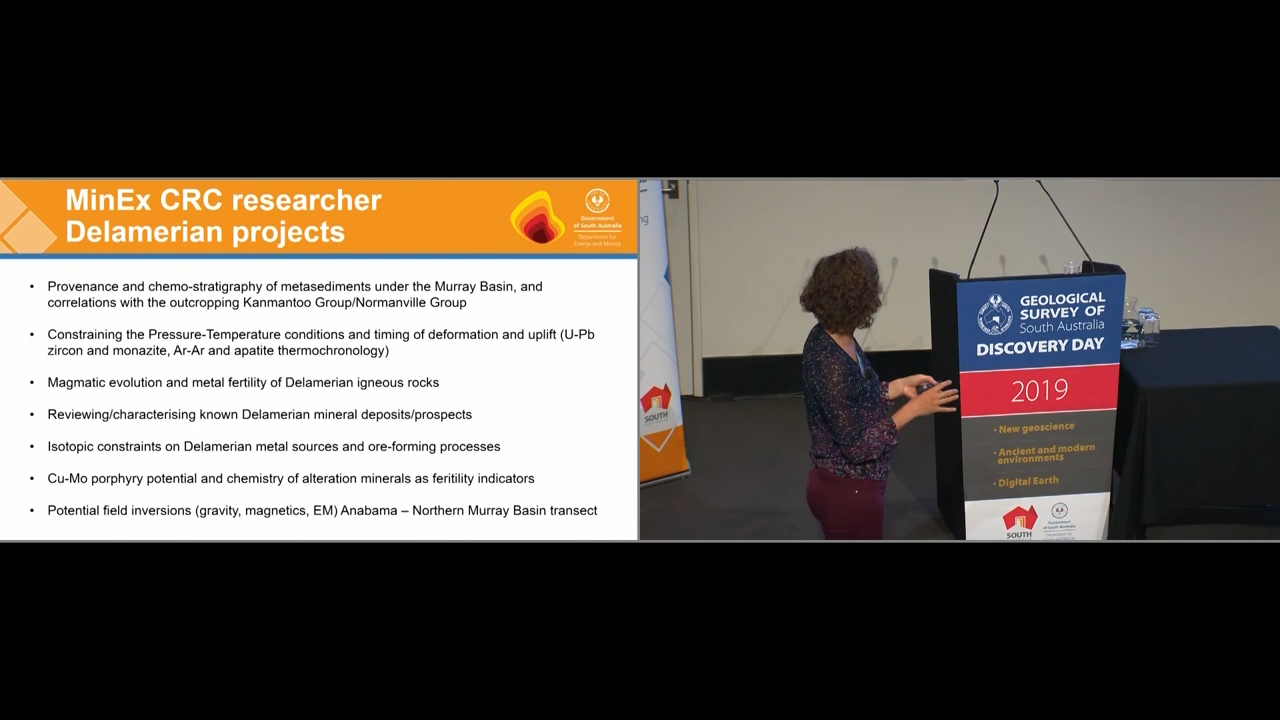 MinEx CRC researcher
Delamerian projects
Government
of South Australia
Department for
Energy and Mining
• Provenance and chemo-stratigraphy of metasediments under the Murray Basin, and
correlations with the outcropping Kanmantoo Group/Normanville Group
• Constraining the Pressure-Temperature conditions and timing of deformation and uplift (U-Pb
zircon and monazite, Ar-Ar and apatite thermochronology)
• Magmatic evolution and metal fertility of Delamerian igneous rocks
• Reviewing/characterising known Delamerian mineral deposits/prospects
• Isotopic constraints on Delamerian metal sources and ore-forming processes
• Cu-Mo porphyry potential and chemistry of alteration minerals as feritility indicators
• Potential field inversions (gravity, magnetics, EM) Anabama – Northern Murray Basin transect
ng
SOUTH
GEOLOGICAL
SURVEY OF
South Australia
DISCOVERY DAY
2019
• New geoscience
• Ancient and modern
environments
• Digital Earth
SOUTH
Government
of South Australia